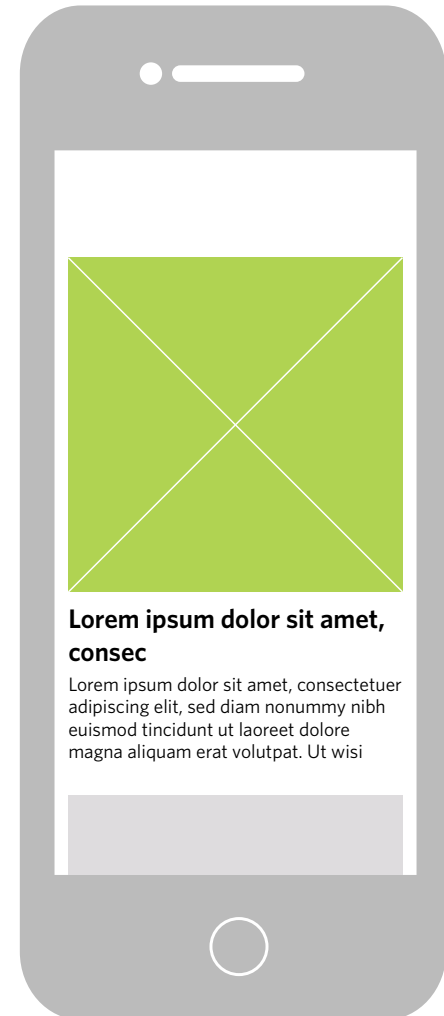 Lorem ipsum dolor sit amet,
consec
Lorem ipsum dolor sit amet, consectetuer
adipiscing elit, sed diam nonummy nibh
euismod tincidunt ut laoreet dolore
magna aliquam erat volutpat. Ut wisi